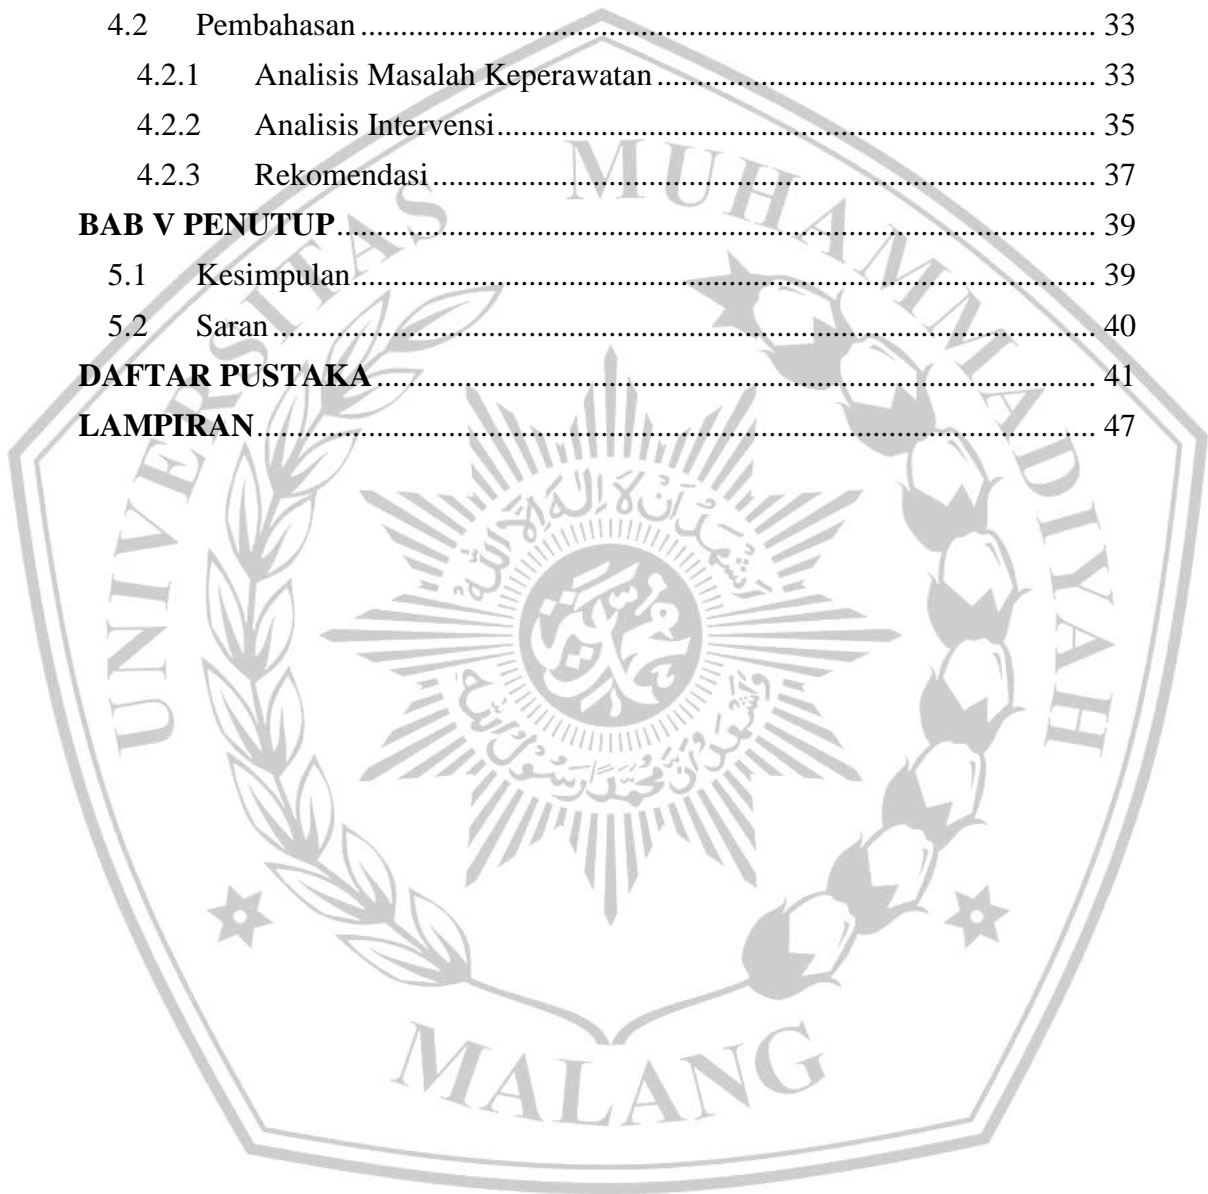 4.2 Pembahasan ........ 33
4.2.1 Analisis Masalah Keperawatan ........ 33
4.2.2 Analisis Intervensi ........ 35
4.2.3 Rekomendasi ........ 37
BAB V PENUTUP ........ 39
5.1 Kesimpulan ........ 39
5.2 Saran ........ 40
DAFTAR PUSTAKA ........ 41
LAMPIRAN ........ 47
UNIVERSITAS MUHAMMADIYAH
MALANG